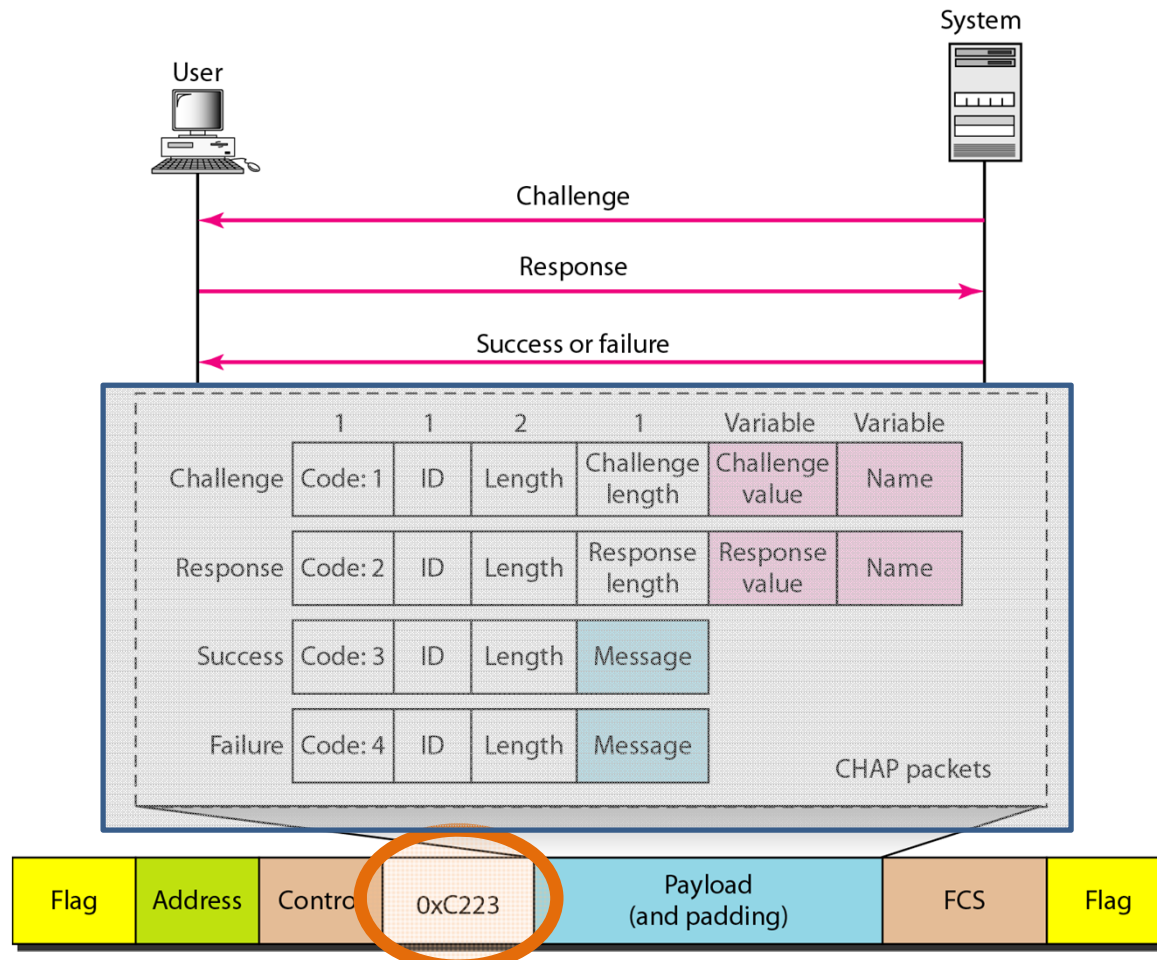 System
User
Challenge
Response
Success or failure
1 1 2 1 Variable Variable
Challenge Code: 1 ID Length Challenge length Challenge value Name
Response Code: 2 ID Length Response length Response value Name
Success Code: 3 ID Length Message
Failure Code: 4 ID Length Message
CHAP packets
Flag Address Contro 0xC223 Payload (and padding) FCS Flag